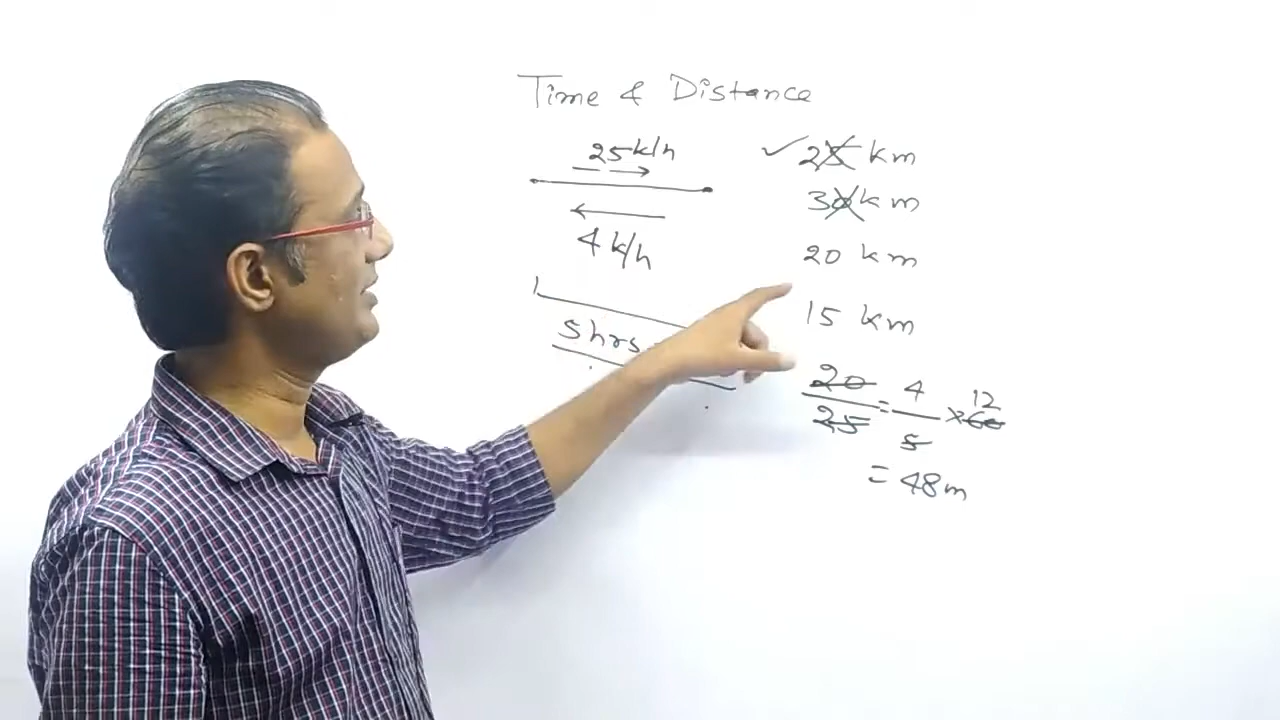 Time & Distance
25 k/h
4 k/h
5 hrs
✓ 25 km
30 km
20 km
15 km
20/25 = 4/5 × 60 12
= 48 m